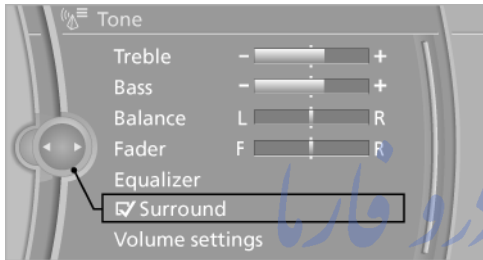 Tone
Treble - +
Bass - +
Balance L R
Fader F R
Equalizer
Surround
Volume settings